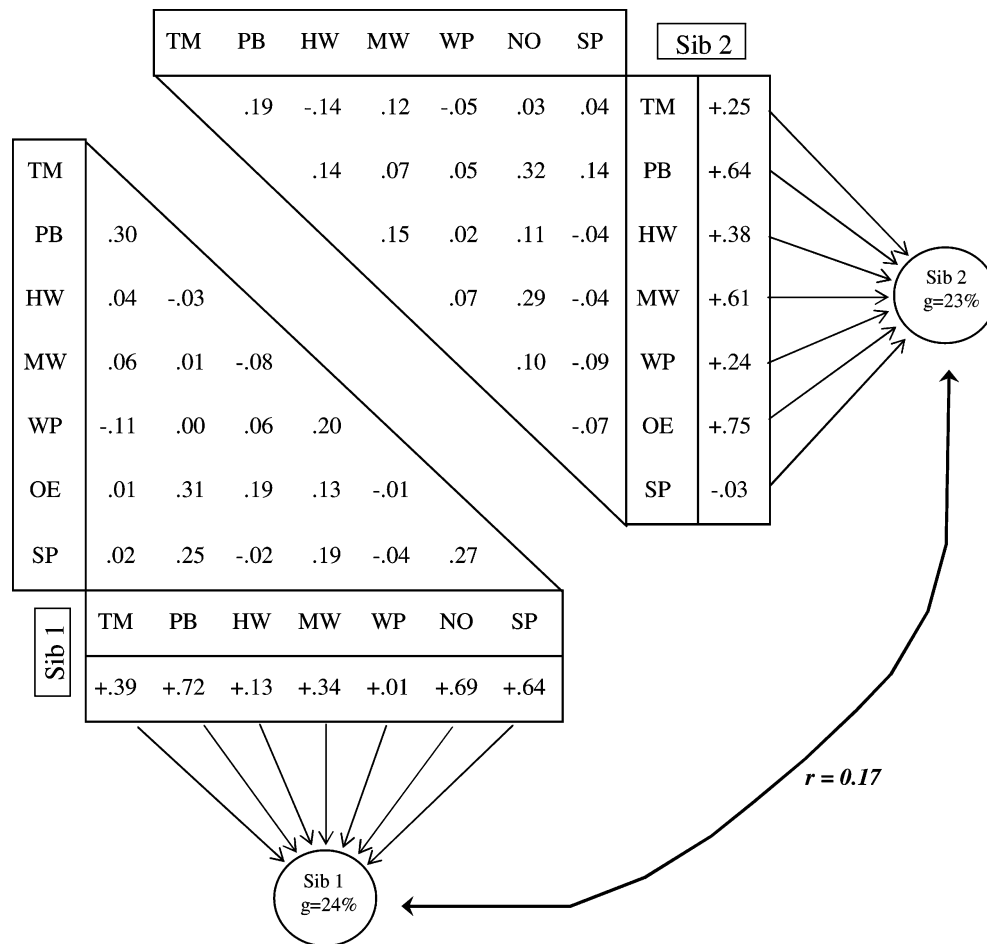 TM PB HW MW WP NO SP
Sib 2
.19 -.14 .12 -.05 .03 .04 TM +.25
.14 .07 .05 .32 .14 PB +.64
.15 .02 .11 -.04 HW +.38
.07 .29 -.04 MW +.61
.10 -.09 WP +.24
-.07 OE +.75
SP -.03
Sib 2
g=23%
TM
PB .30
HW .04 -.03
MW .06 .01 -.08
WP -.11 .00 .06 .20
OE .01 .31 .19 .13 -.01
SP .02 .25 -.02 .19 -.04 .27
Sib 1
TM PB HW MW WP NO SP
+.39 +.72 +.13 +.34 +.01 +.69 +.64
Sib 1
g=24%
r = 0.17